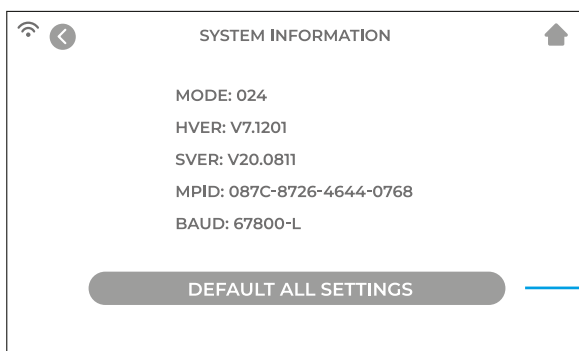 SYSTEM INFORMATION
MODE: 024
HVER: V7.1201
SVER: V20.0811
MPID: 087C-8726-4644-0768
BAUD: 67800-L
DEFAULT ALL SETTINGS